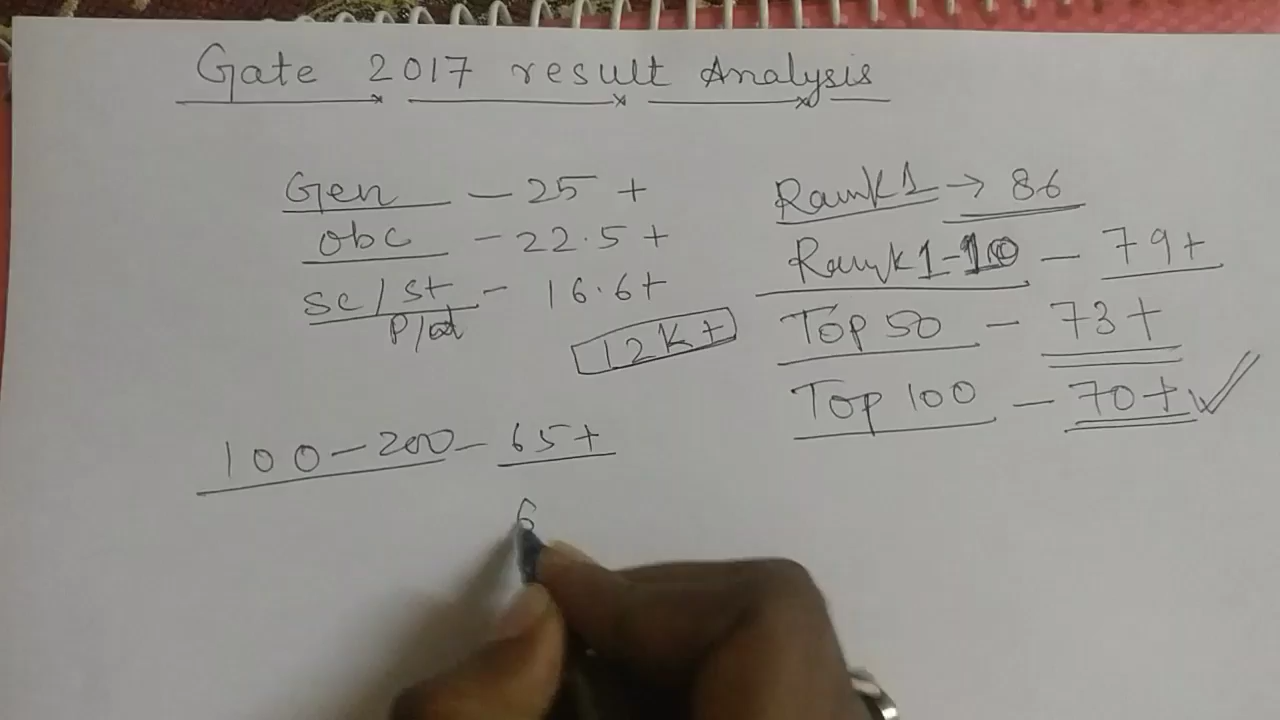 Gate 2017 result Analysis
Gen - 25 +
Obc - 22.5 +
SC/St - 16.6+
12K+
Rank1 → 86
Rank1-10 - 79+
Top 50 - 73+
Top 100 - 70+ ✓
100-200 - 65+
6